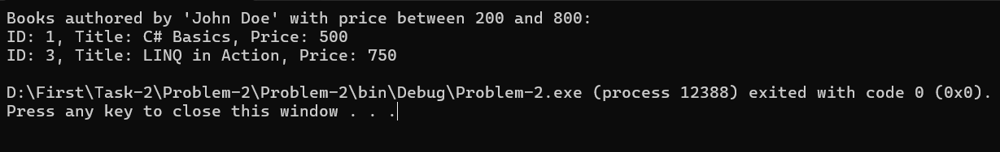 Books authored by 'John Doe' with price between 200 and 800:
ID: 1, Title: C# Basics, Price: 500
ID: 3, Title: LINQ in Action, Price: 750
D:\First\Task-2\Problem-2\Problem-2\bin\Debug\Problem-2.exe (process 12388) exited with code 0 (0x0).
Press any key to close this window . . .